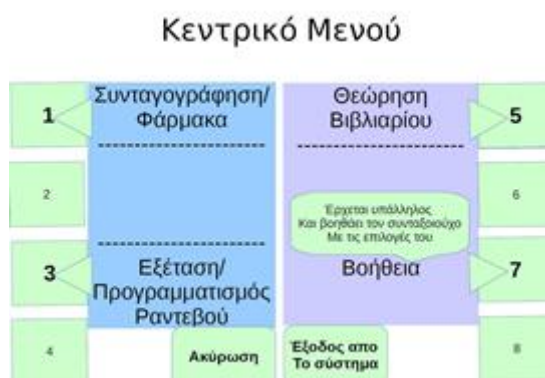 Κεντρικό Μενού
1
Συνταγογράφηση/
Φάρμακα
Θεώρηση
Βιβλιαρίου
5
2
6
Έρχεται υπάλληλος
Και βοηθάει τον συνταξιούχο
Με τις επιλογές του
3
Εξέταση/
Προγραμματισμός
Ραντεβού
Βοήθεια
7
4
Ακύρωση
Έξοδος απο
Το σύστημα
8